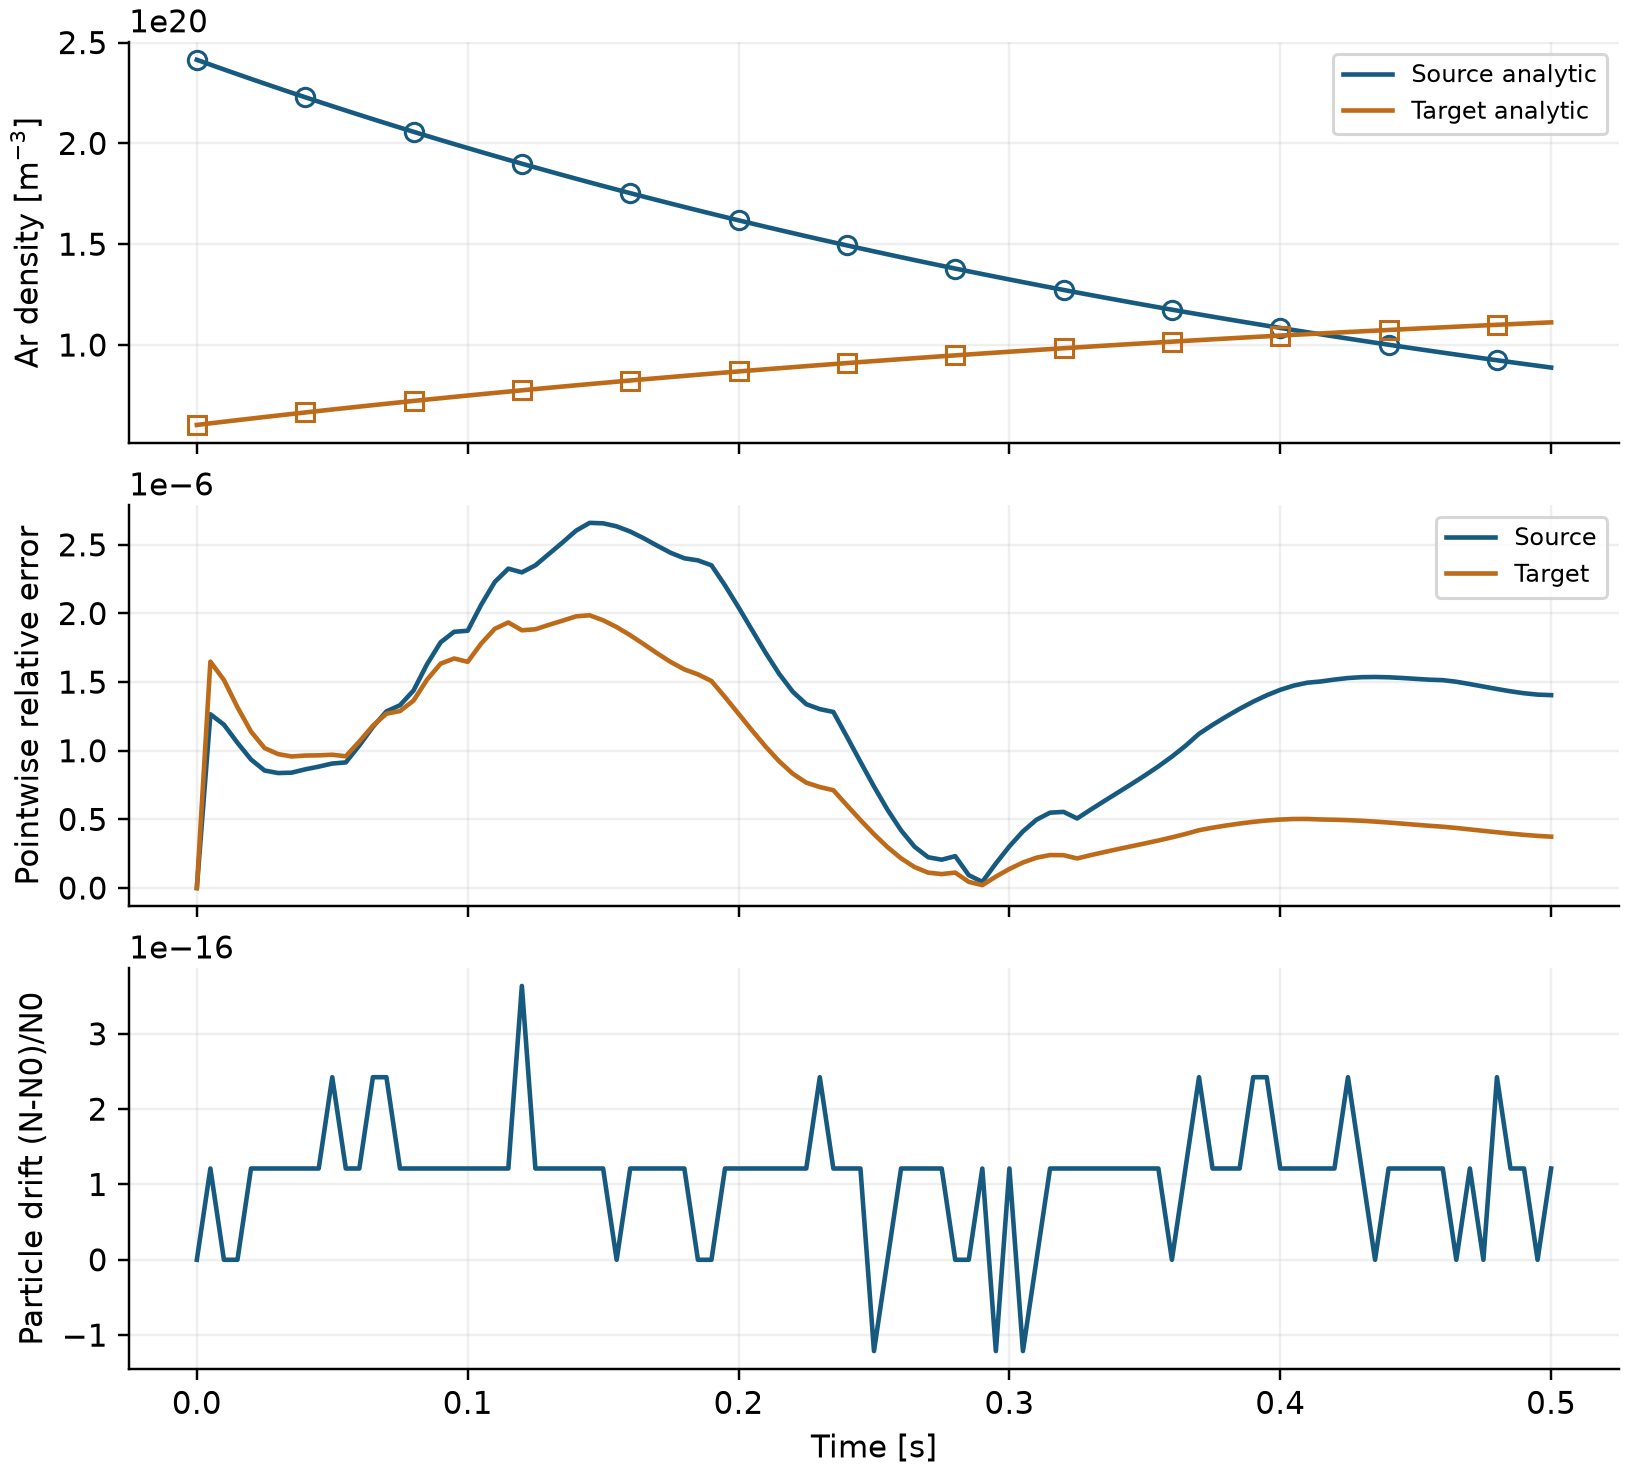 1e20
2.5
2.0
1.5
1.0
Ar density [m⁻³]
Source analytic
Target analytic
1e−6
2.5
2.0
1.5
1.0
0.5
0.0
Pointwise relative error
Source
Target
1e−16
3
2
1
0
−1
Particle drift (N-N0)/N0
0.0 0.1 0.2 0.3 0.4 0.5
Time [s]